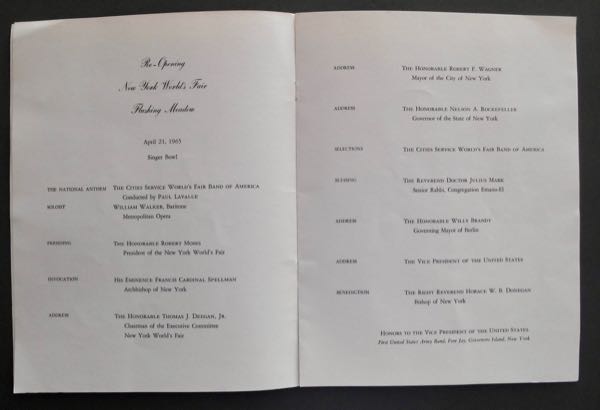 Re-Opening
New York World's Fair
Flushing Meadow
April 21, 1965
Singer Bowl
THE NATIONAL ANTHEM THE CITIES SERVICE WORLD'S FAIR BAND OF AMERICA
Conducted by PAUL LAVALLE
SOLOIST WILLIAM WALKER, Baritone
Metropolitan Opera
PRESIDING THE HONORABLE ROBERT MOSES
President of the New York World's Fair
INVOCATION HIS EMINENCE FRANCIS CARDINAL SPELLMAN
Archbishop of New York
ADDRESS THE HONORABLE THOMAS J. DEEGAN, JR.
Chairman of the Executive Committee
New York World's Fair
ADDRESS THE HONORABLE ROBERT F. WAGNER
Mayor of the City of New York
ADDRESS THE HONORABLE NELSON A. ROCKEFELLER
Governor of the State of New York
SELECTIONS THE CITIES SERVICE WORLD'S FAIR BAND OF AMERICA
BLESSING THE REVEREND DOCTOR JULIUS MARK
Senior Rabbi, Congregation Emanu-El
ADDRESS THE HONORABLE WILLY BRANDT
Governing Mayor of Berlin
ADDRESS THE VICE PRESIDENT OF THE UNITED STATES
BENEDICTION THE RIGHT REVEREND HORACE W. B. DONEGAN
Bishop of New York
HONORS TO THE VICE PRESIDENT OF THE UNITED STATES
First United States Army Band, Fort Jay, Governors Island, New York